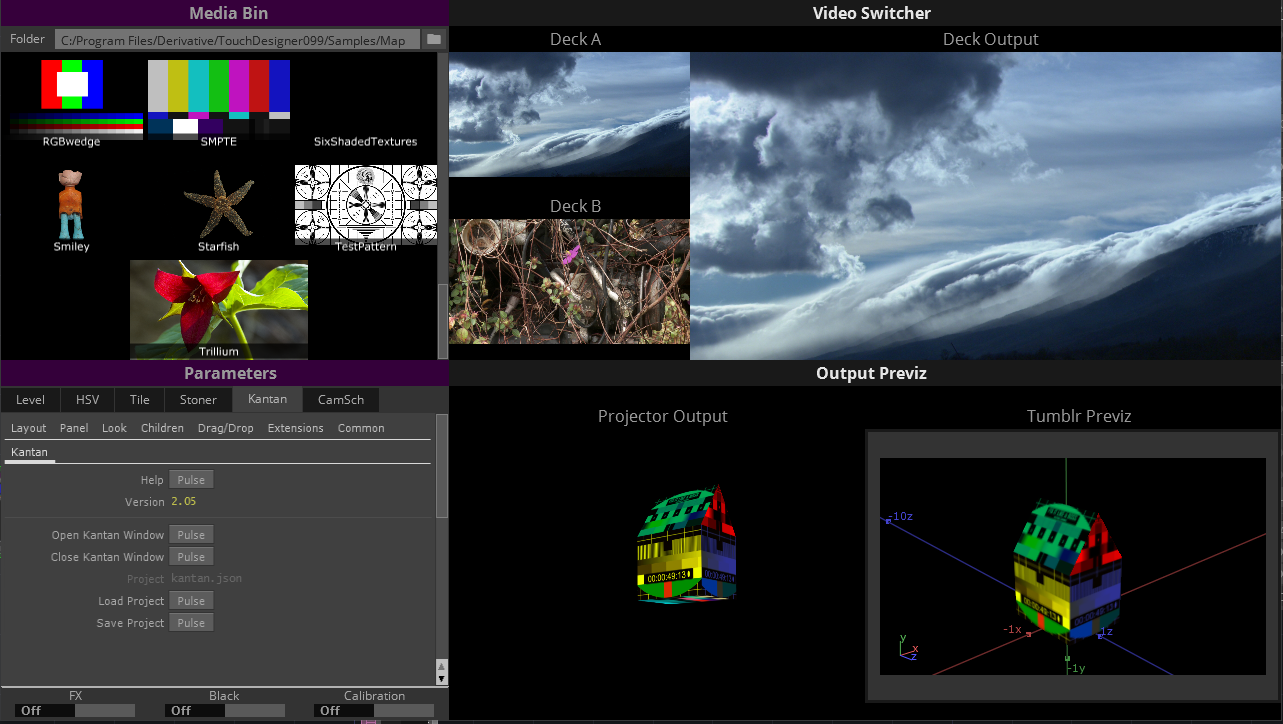 Media Bin
Video Switcher
Folder C:/Program Files/Derivative/TouchDesigner099/Samples/Map
Deck A
Deck Output
RGBwedge
SMPTE
SixShadedTextures
Deck B
Smiley
Starfish
TestPattern
Trillium
Parameters
Output Previz
Level HSV Tile Stoner Kantan CamSch
Projector Output
Tumblr Previz
Layout Panel Look Children Drag/Drop Extensions Common
Kantan
Help Pulse
Version 2.05
Open Kantan Window Pulse
Close Kantan Window Pulse
Project kantan.json
Load Project Pulse
Save Project Pulse
00:00:49:13
00:00:49:13
-10z
-1x
1z
-1y
y
x
z
FX
Black
Calibration
Off
Off
Off